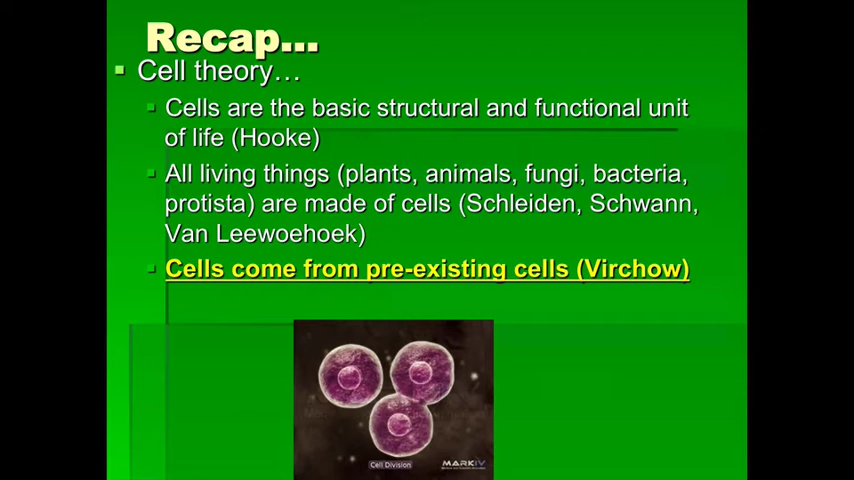 Recap...
Cell theory…
Cells are the basic structural and functional unit
of life (Hooke)
All living things (plants, animals, fungi, bacteria,
protista) are made of cells (Schleiden, Schwann,
Van Leewoehoek)
Cells come from pre-existing cells (Virchow)
Cell Division
MARKIV